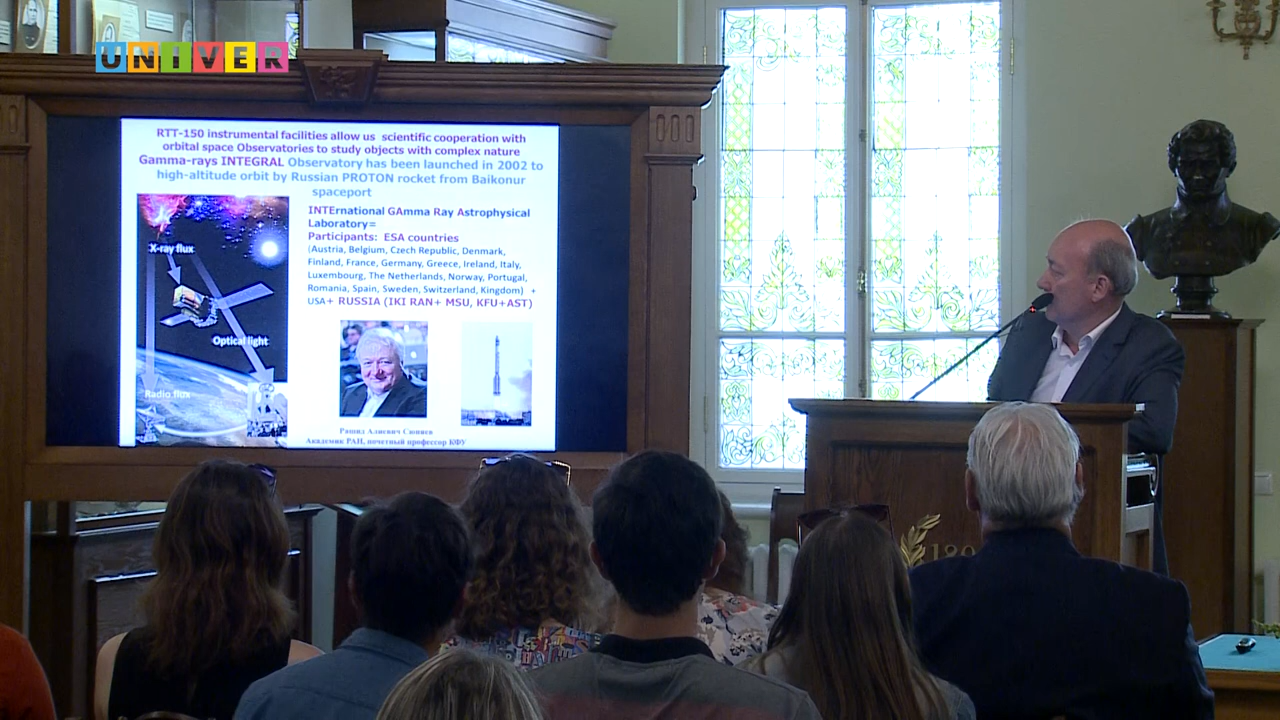 UNIVER
RTT-150 instrumental facilities allow us scientific cooperation with
orbital space Observatories to study objects with complex nature
Gamma-rays INTEGRAL Observatory has been launched in 2002 to
high-altitude orbit by Russian PROTON rocket from Baikonur
spaceport
INTErnational GAmma Ray Astrophysical
Laboratory=
Participants: ESA countries
(Austria, Belgium, Czech Republic, Denmark,
Finland, France, Germany, Greece, Ireland, Italy,
Luxembourg, The Netherlands, Norway, Portugal,
Romania, Spain, Sweden, Switzerland, Kingdom) +
USA+ RUSSIA (IKI RAN+ MSU, KFU+AST)
X-ray flux
Optical light
Radio flux
Рашид Алиевич Сюняев
Академик РАН, почетный профессор КФУ
180